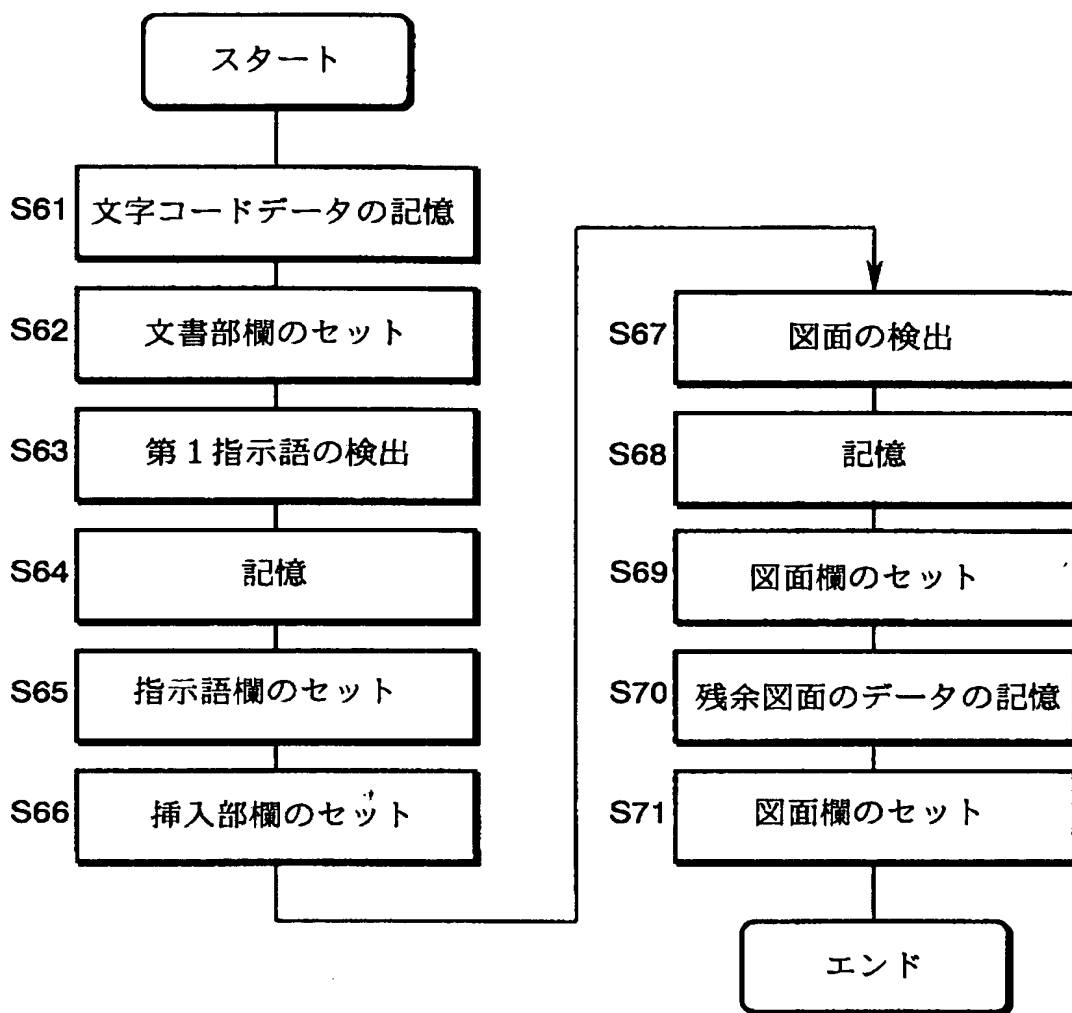 スタート
S61 文字コードデータの記憶
S62 文書部欄のセット
S63 第1指示語の検出
S64 記憶
S65 指示語欄のセット
S66 挿入部欄のセット
S67 図面の検出
S68 記憶
S69 図面欄のセット
S70 残余図面のデータの記憶
S71 図面欄のセット
エンド